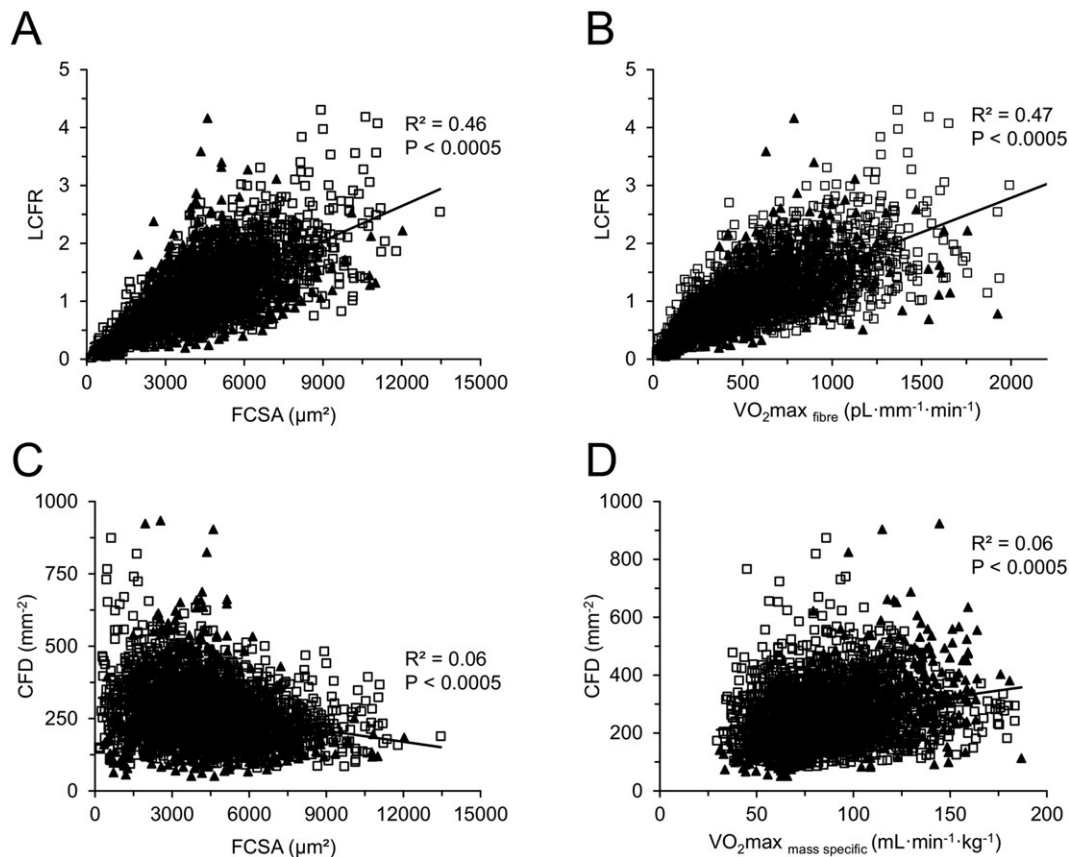 A
5
4
3
2
1
0
LCFR
R² = 0.46
P < 0.0005
0 3000 6000 9000 12000 15000
FCSA (µm²)
B
5
4
3
2
1
0
LCFR
R² = 0.47
P < 0.0005
0 500 1000 1500 2000
VO₂max fibre (pL·mm⁻¹·min⁻¹)
C
1000
750
500
250
0
CFD (mm⁻²)
R² = 0.06
P < 0.0005
0 3000 6000 9000 12000 15000
FCSA (µm²)
D
1000
800
600
400
200
0
CFD (mm⁻²)
R² = 0.06
P < 0.0005
0 50 100 150 200
VO₂max mass specific (mL·min⁻¹·kg⁻¹)